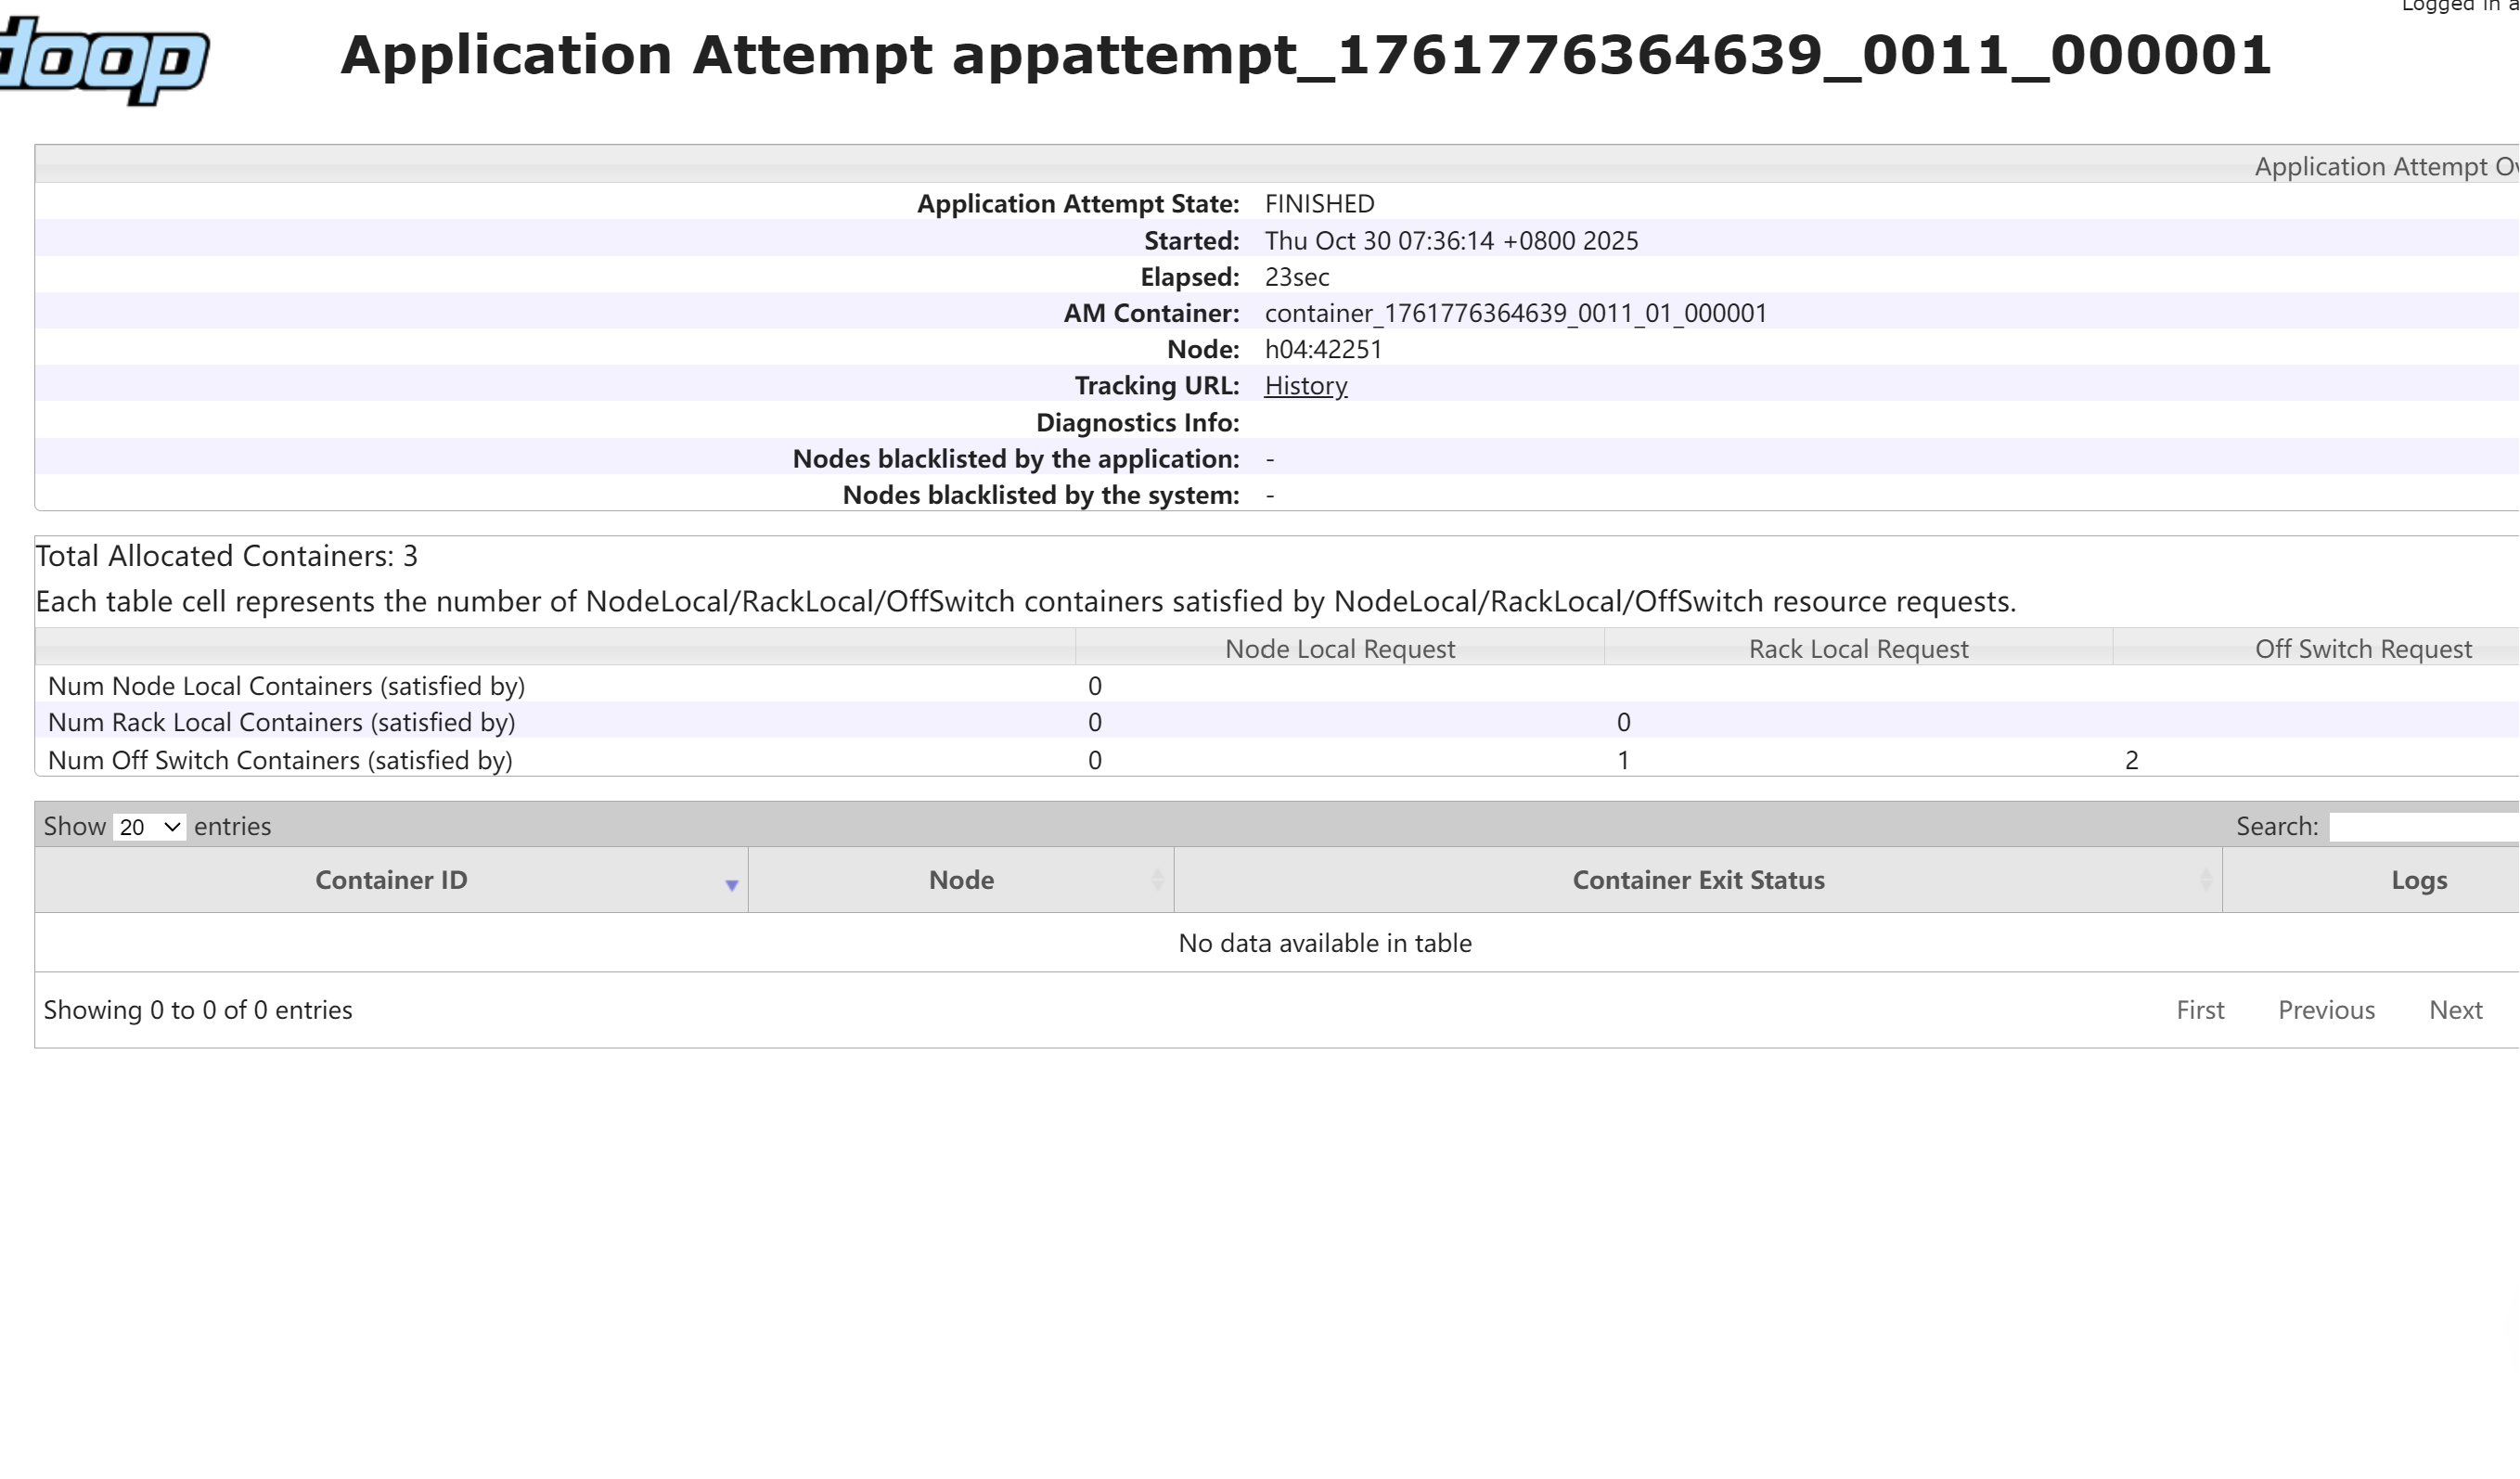 Logged in a
doop
Application Attempt appattempt_1761776364639_0011_000001
Application Attempt Ov
Application Attempt State: FINISHED
Started: Thu Oct 30 07:36:14 +0800 2025
Elapsed: 23sec
AM Container: container_1761776364639_0011_01_000001
Node: h04:42251
Tracking URL: History
Diagnostics Info:
Nodes blacklisted by the application: -
Nodes blacklisted by the system: -
Total Allocated Containers: 3
Each table cell represents the number of NodeLocal/RackLocal/OffSwitch containers satisfied by NodeLocal/RackLocal/OffSwitch resource requests.
Node Local Request Rack Local Request Off Switch Request
Num Node Local Containers (satisfied by) 0
Num Rack Local Containers (satisfied by) 0 0
Num Off Switch Containers (satisfied by) 0 1 2
Show 20 entries Search:
Container ID Node Container Exit Status Logs
No data available in table
Showing 0 to 0 of 0 entries First Previous Next